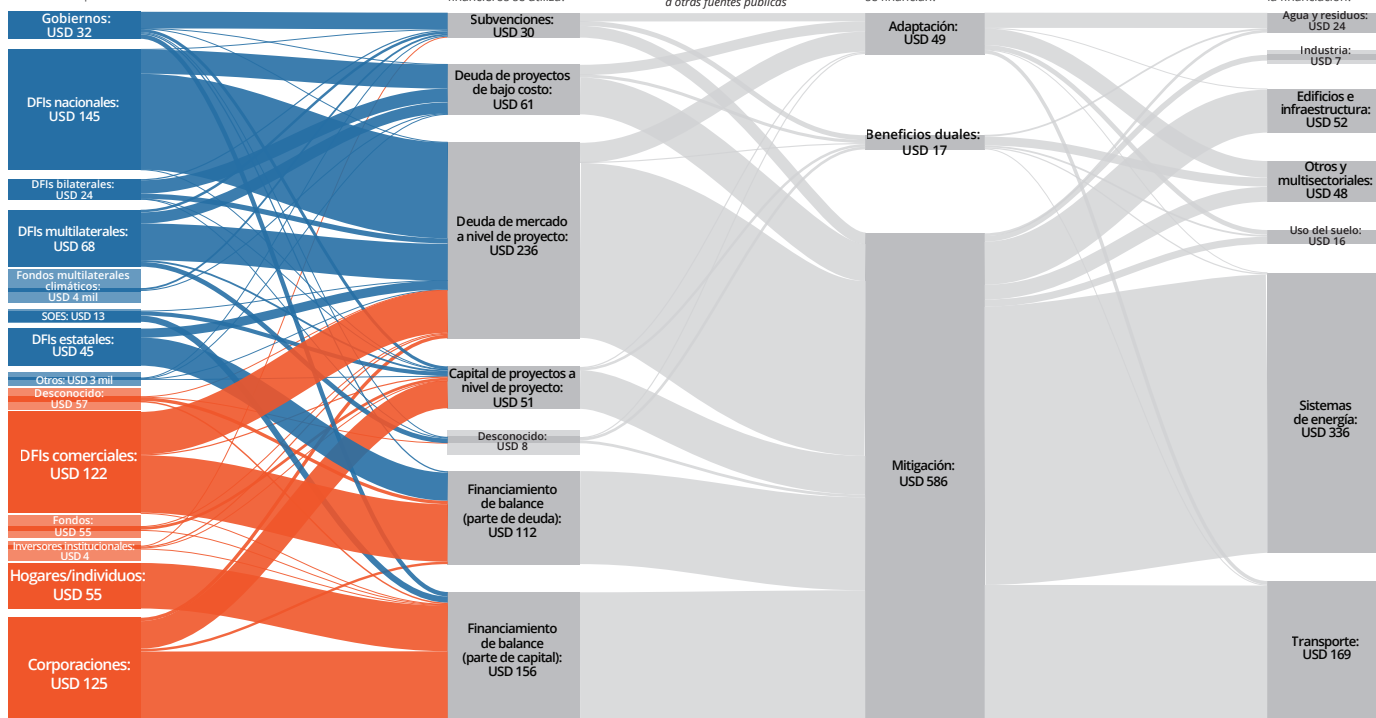 a otras fuentes públicas
Gobiernos:
USD 32
DFIs nacionales:
USD 145
DFIs bilaterales:
USD 24
DFIs multilaterales:
USD 68
Fondos multilaterales
climáticos:
USD 4 mil
SOES: USD 13
DFIs estatales:
USD 45
Otros: USD 3 mil
Desconocido:
USD 57
DFIs comerciales:
USD 122
Fondos:
USD 55
Inversores institucionales:
USD 4
Hogares/individuos:
USD 55
Corporaciones:
USD 125
Subvenciones:
USD 30
Deuda de proyectos
de bajo costo:
USD 61
Deuda de mercado
a nivel de proyecto:
USD 236
Capital de proyectos a
nivel de proyecto:
USD 51
Desconocido:
USD 8
Financiamiento
de balance
(parte de deuda):
USD 112
Financiamiento
de balance
(parte de capital):
USD 156
Adaptación:
USD 49
Beneficios duales:
USD 17
Mitigación:
USD 586
Agua y residuos:
USD 24
Industria:
USD 7
Edificios e
infraestructura:
USD 52
Otros y
multisectoriales:
USD 48
Uso del suelo:
USD 16
Sistemas
de energía:
USD 336
Transporte:
USD 169